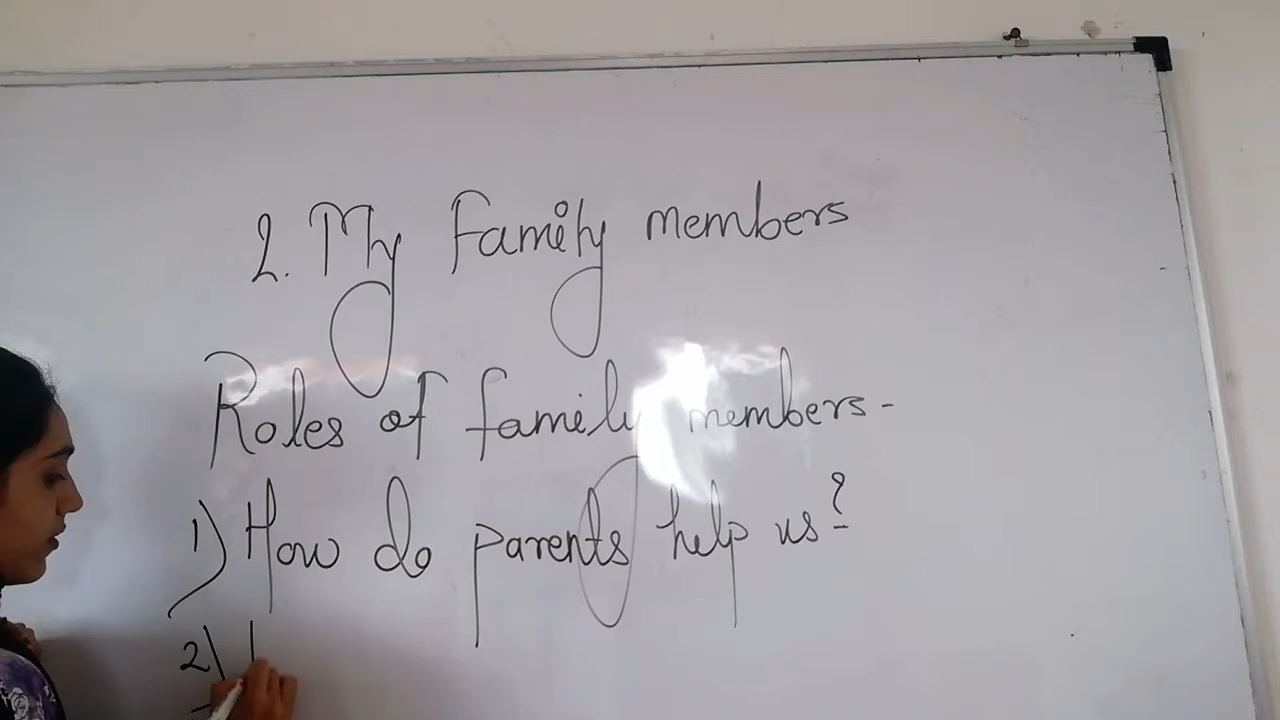 2. My Family members
Roles of family members-
1) How do parents help us?
2)